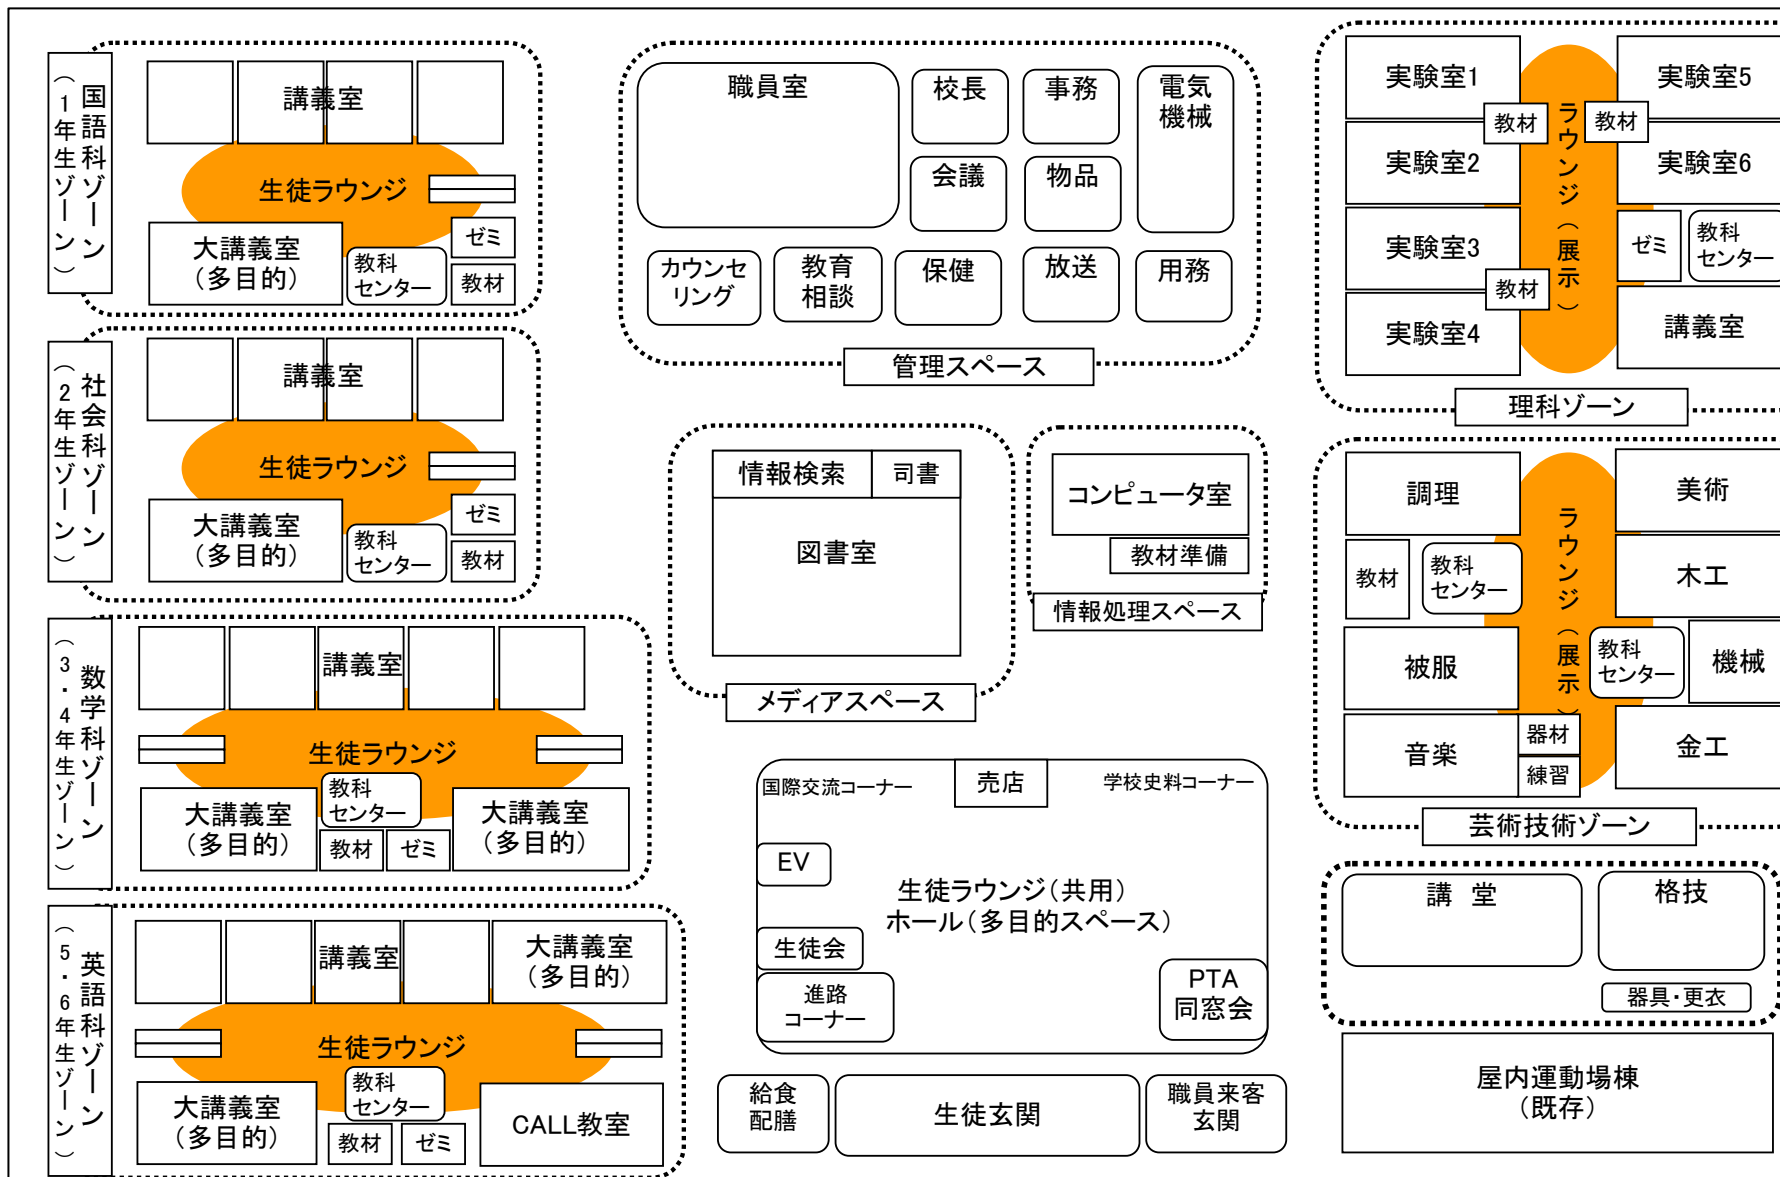 国語科ゾーン
（1年生ゾーン）
講義室
生徒ラウンジ
大講義室
（多目的）
教科
センター
ゼミ
教材
社会科ゾーン
（2年生ゾーン）
講義室
生徒ラウンジ
大講義室
（多目的）
教科
センター
ゼミ
教材
数学科ゾーン
（3・4年生ゾーン）
講義室
生徒ラウンジ
大講義室
（多目的）
教科
センター
教材
ゼミ
大講義室
（多目的）
英語科ゾーン
（5・6年生ゾーン）
講義室
大講義室
（多目的）
生徒ラウンジ
大講義室
（多目的）
教科
センター
教材
ゼミ
CALL教室
職員室
校長
事務
電気
機械
会議
物品
カウンセ
リング
教育
相談
保健
放送
用務
管理スペース
情報検索
司書
図書室
メディアスペース
コンピュータ室
教材準備
情報処理スペース
国際交流コーナー
売店
学校史料コーナー
EV
生徒ラウンジ（共用）
ホール（多目的スペース）
生徒会
進路
コーナー
PTA
同窓会
給食
配膳
生徒玄関
職員来客
玄関
実験室1
実験室2
実験室3
実験室4
教材
教材
教材
ラウンジ（展示）
実験室5
実験室6
ゼミ
教科
センター
講義室
理科ゾーン
調理
教材
教科
センター
被服
音楽
器材
練習
ラウンジ（展示）
美術
木工
教科
センター
機械
金工
芸術技術ゾーン
講 堂
格技
器具・更衣
屋内運動場棟
（既存）